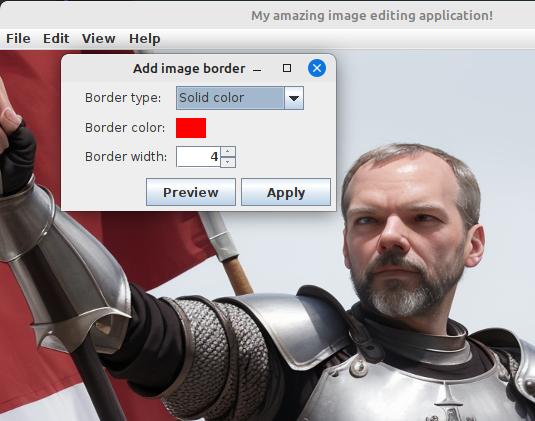 My amazing image editing application!
File Edit View Help
Add image border
Border type: Solid color
Border color:
Border width: 4
Preview Apply